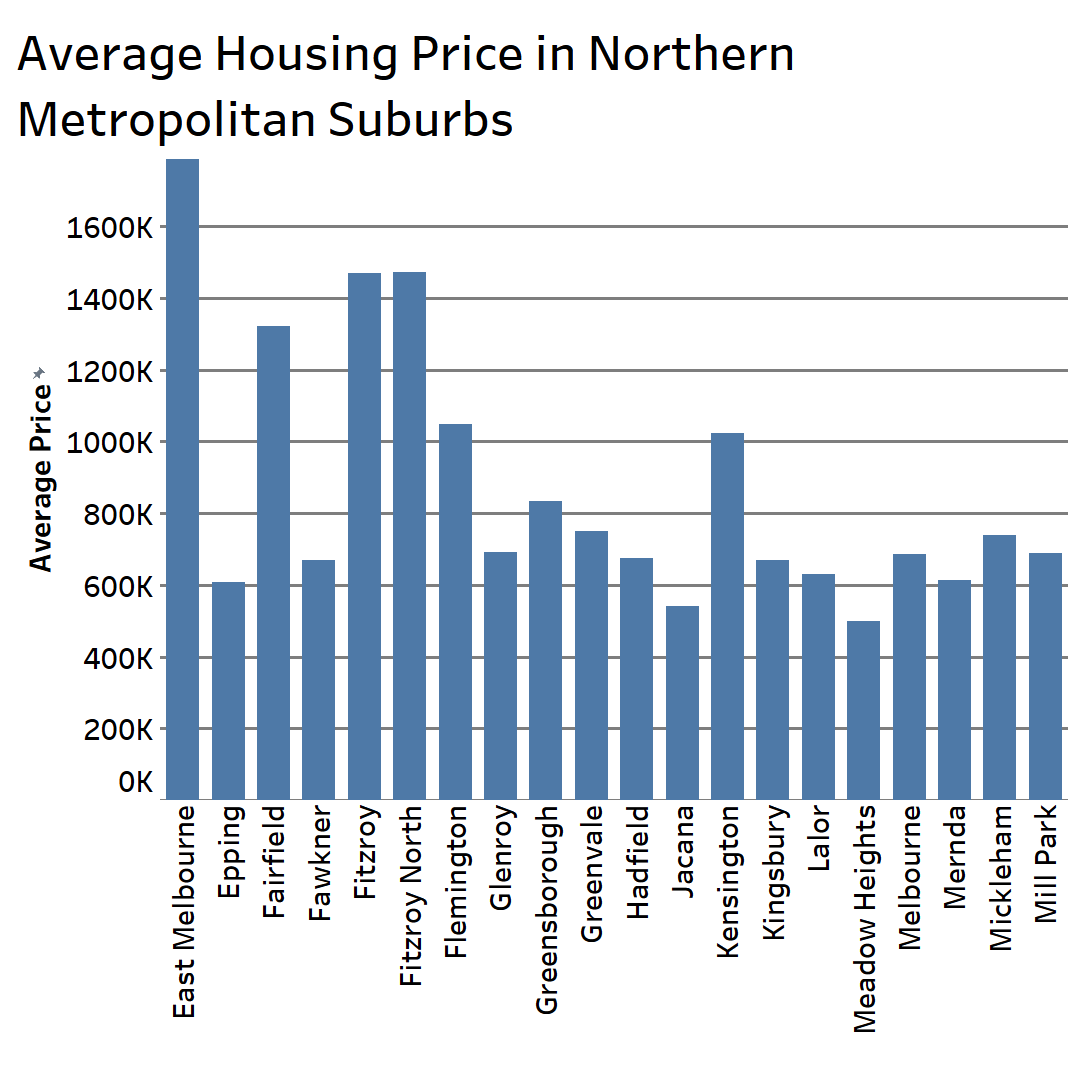 Average Housing Price in Northern
Metropolitan Suburbs
Average Price
1600K
1400K
1200K
1000K
800K
600K
400K
200K
0K
East Melbourne
Epping
Fairfield
Fawkner
Fitzroy
Fitzroy North
Flemington
Glenroy
Greensborough
Greenvale
Hadfield
Jacana
Kensington
Kingsbury
Lalor
Meadow Heights
Melbourne
Mernda
Mickleham
Mill Park